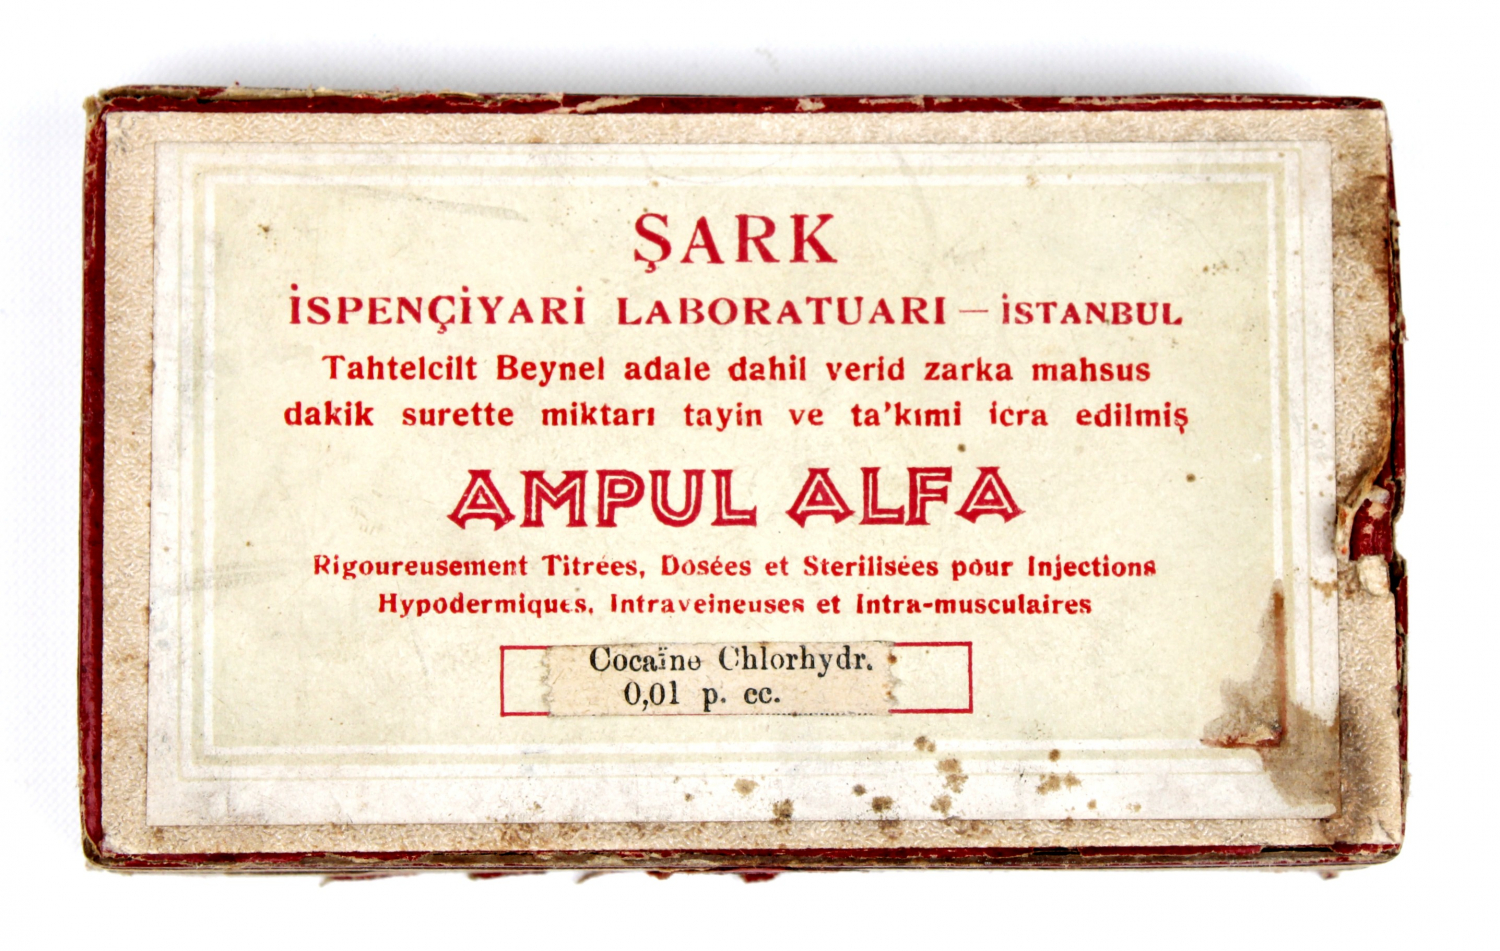 ŞARK
İSPENÇİYARİ LABORATUARI — İSTANBUL
Tahtelcilt Beynel adale dahil verid zarka mahsus
dakik surette miktarı tayin ve ta'kımi icra edilmiş
AMPUL ALFA
Rigoureusement Titrées, Dosées et Sterilisées pour Injections
Hypodermiques, Intraveineuses et Intra-musculaires
Cocaïne Chlorhydr.
0,01 p. cc.